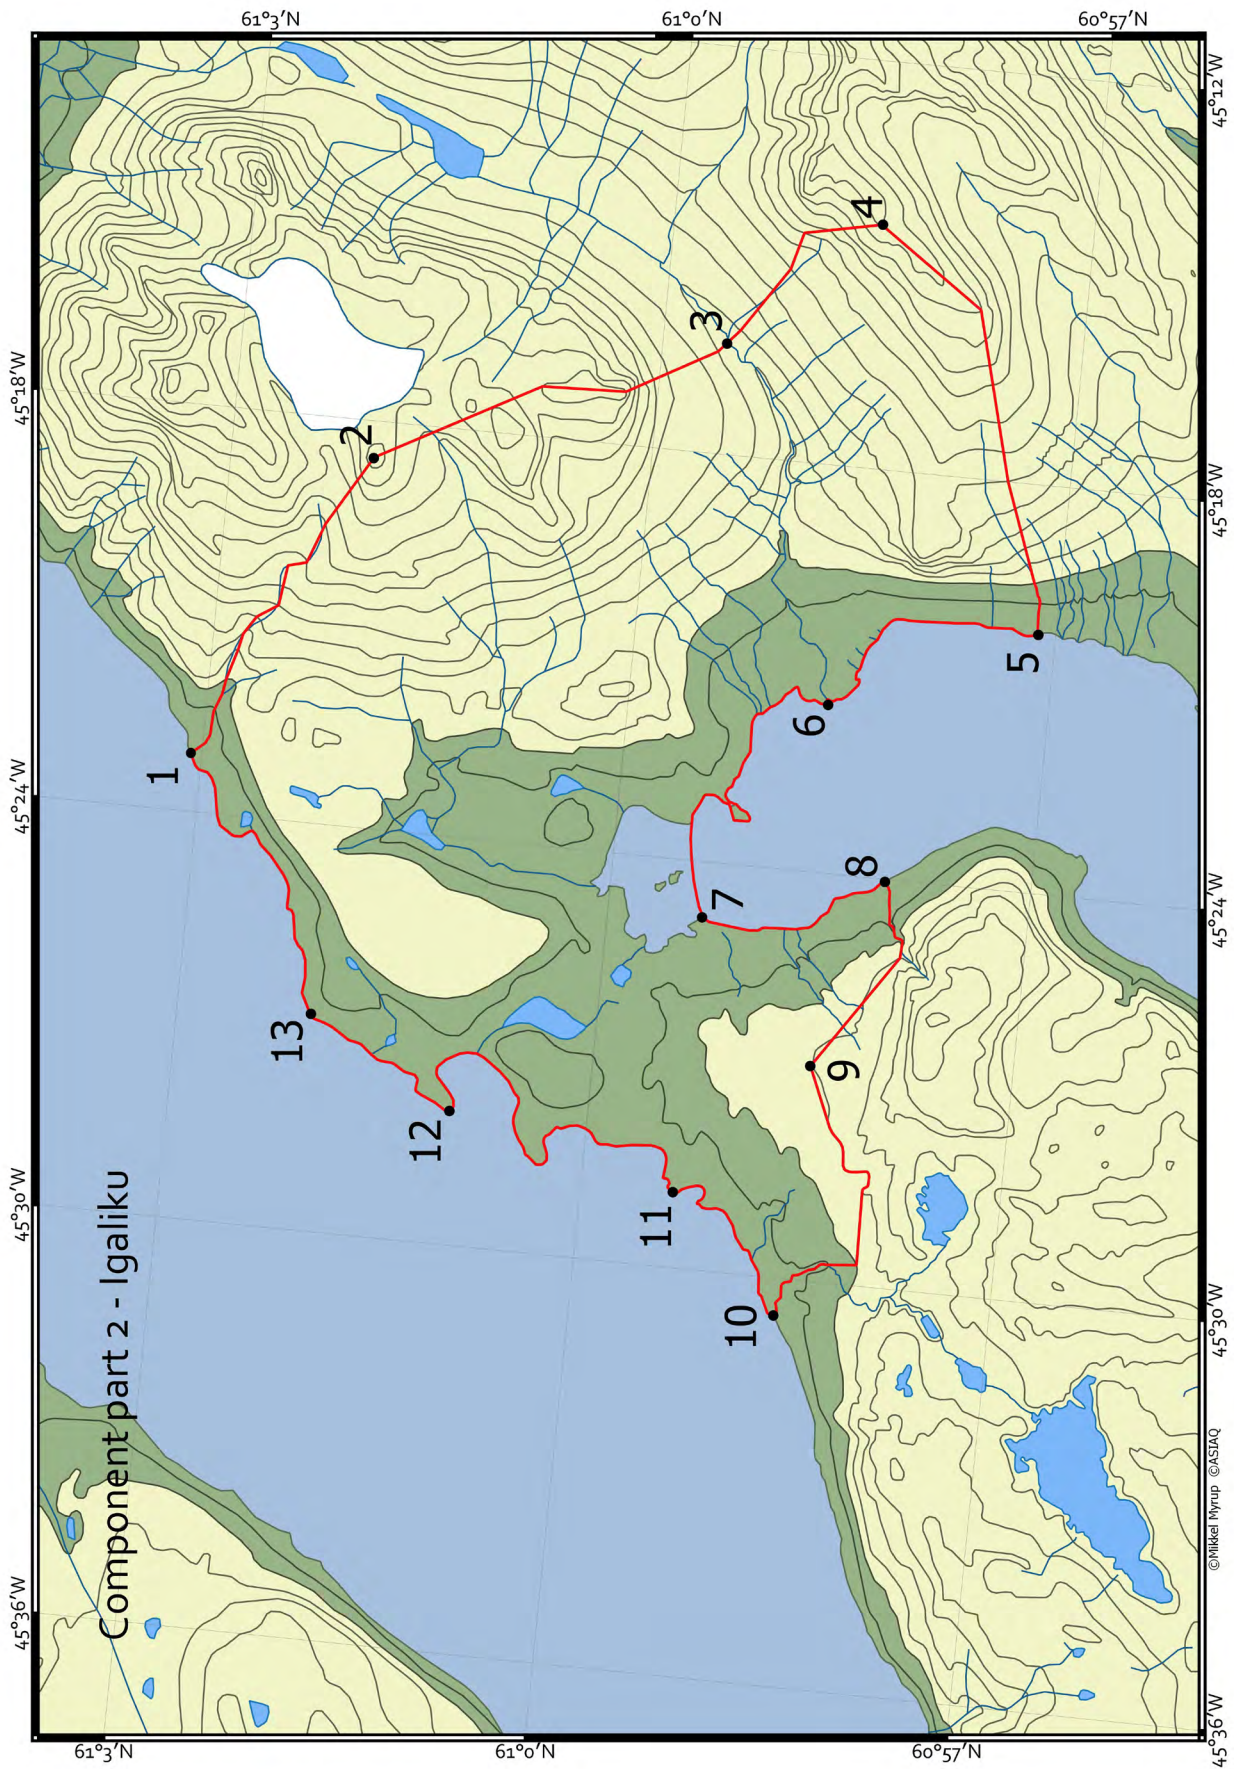 Component part 2 - Igaliku
61°3′N
61°0′N
60°57′N
45°12′W
45°18′W
45°18′W
45°24′W
45°24′W
45°30′W
45°30′W
45°36′W
45°36′W
61°3′N
61°0′N
60°57′N
1
2
3
4
5
6
7
8
9
10
11
12
13
©Mikkel Myrup ©ASIAQ